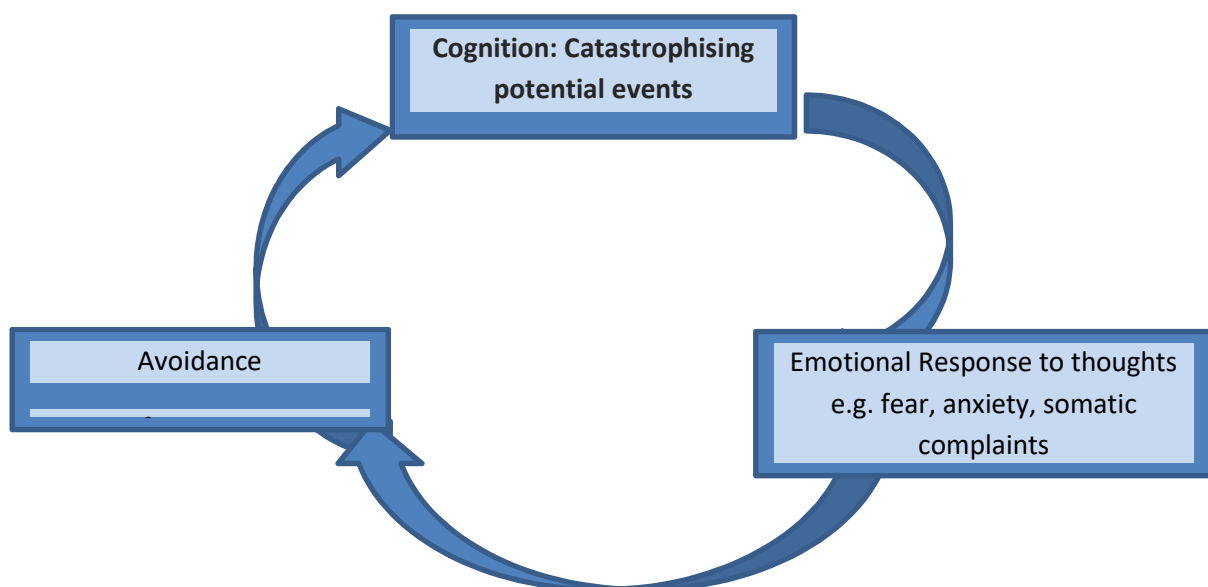 Cognition: Catastrophising
potential events
Avoidance
Emotional Response to thoughts
e.g. fear, anxiety, somatic
complaints